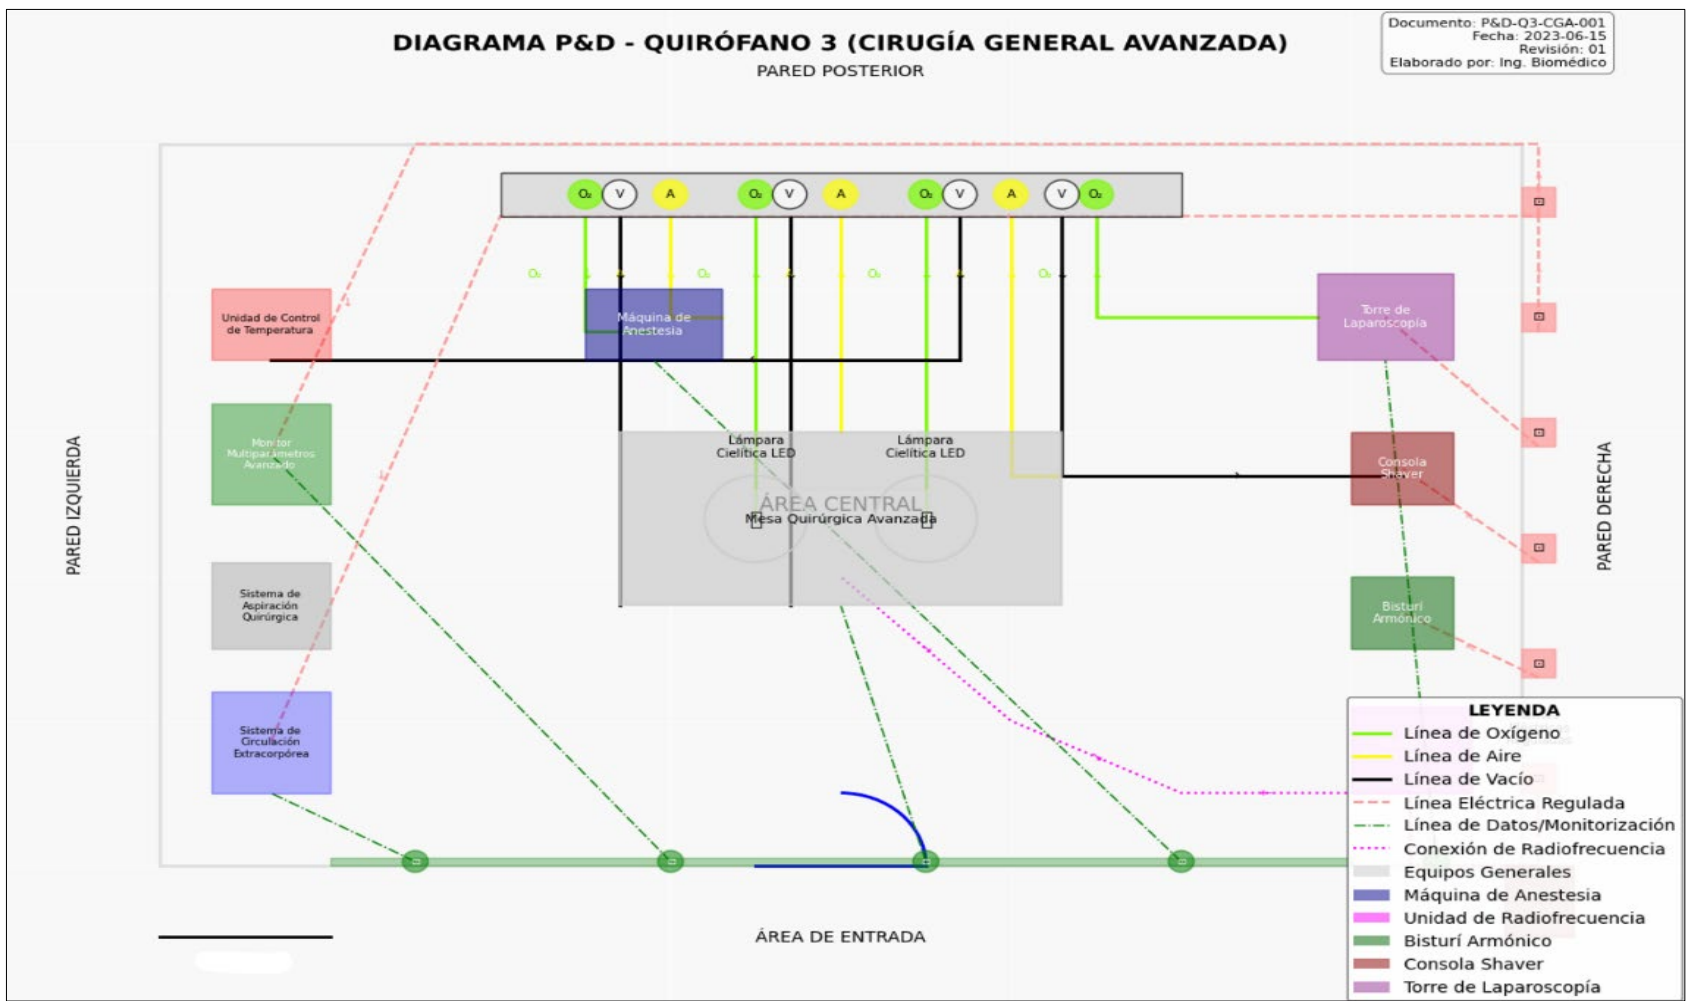 DIAGRAMA P&D - QUIRÓFANO 3 (CIRUGÍA GENERAL AVANZADA)
PARED POSTERIOR
Documento: P&D-Q3-CGA-001
Fecha: 2023-06-15
Revisión: 01
Elaborado por: Ing. Biomédico
O₂ V A O₂ V A O₂ V A V O₂
O₂ O₂ O₂ O₂
Unidad de Control
de Temperatura
Máquina de
Anestesia
Torre de
Laparoscopía
Monitor
Multiparámetros
Avanzado
Lámpara
Cielítica LED
Lámpara
Cielítica LED
Consola
Shaver
PARED IZQUIERDA
PARED DERECHA
ÁREA CENTRAL
Mesa Quirúrgica Avanzada
Sistema de
Aspiración
Quirúrgica
Bisturí
Armónico
Sistema de
Circulación
Extracorpórea
LEYENDA
Línea de Oxígeno
Línea de Aire
Línea de Vacío
Línea Eléctrica Regulada
Línea de Datos/Monitorización
Conexión de Radiofrecuencia
Equipos Generales
Máquina de Anestesia
Unidad de Radiofrecuencia
Bisturí Armónico
Consola Shaver
Torre de Laparoscopía
ÁREA DE ENTRADA